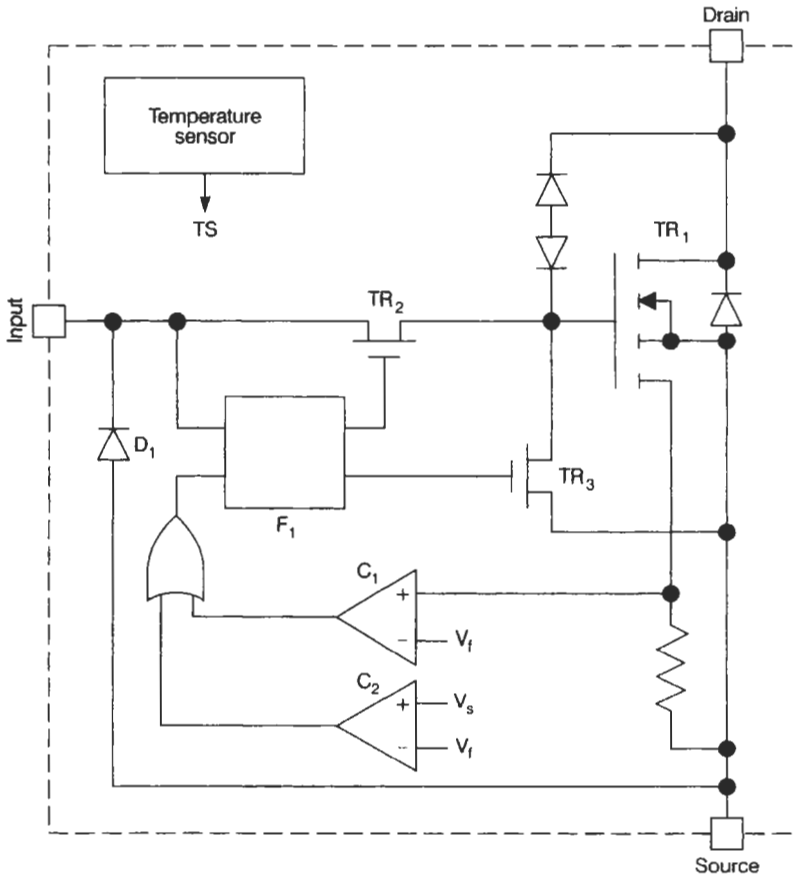 Drain
Temperature
sensor
TS
TR1
TR2
Input
D1
TR3
F1
C1
+
− Vf
C2
+ Vs
− Vf
Source